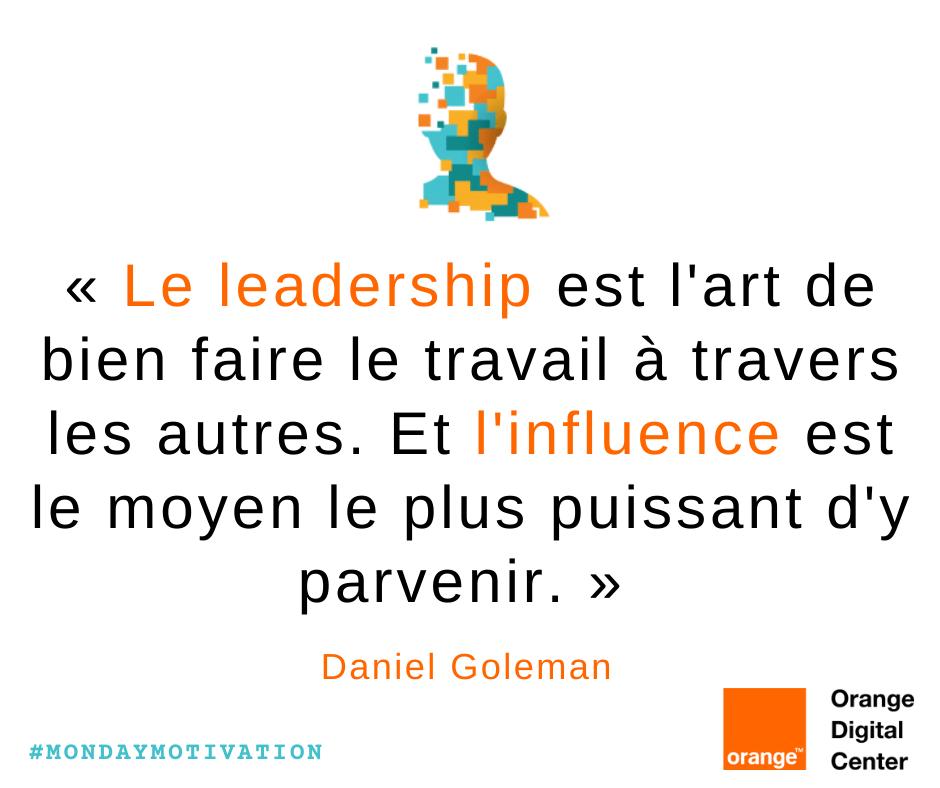 « Le leadership est l'art de
bien faire le travail à travers
les autres. Et l'influence est
le moyen le plus puissant d'y
parvenir. »
Daniel Goleman
#MONDAYMOTIVATION
orange™
Orange
Digital
Center